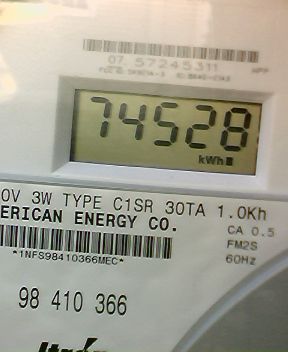 07 57245311
74528
kWh
0V 3W TYPE C1SR 30TA 1.0Kh
ERICAN ENERGY CO.
CA 0.5
FM2S
*1NFS98410366MEC*
60Hz
98 410 366
Itron